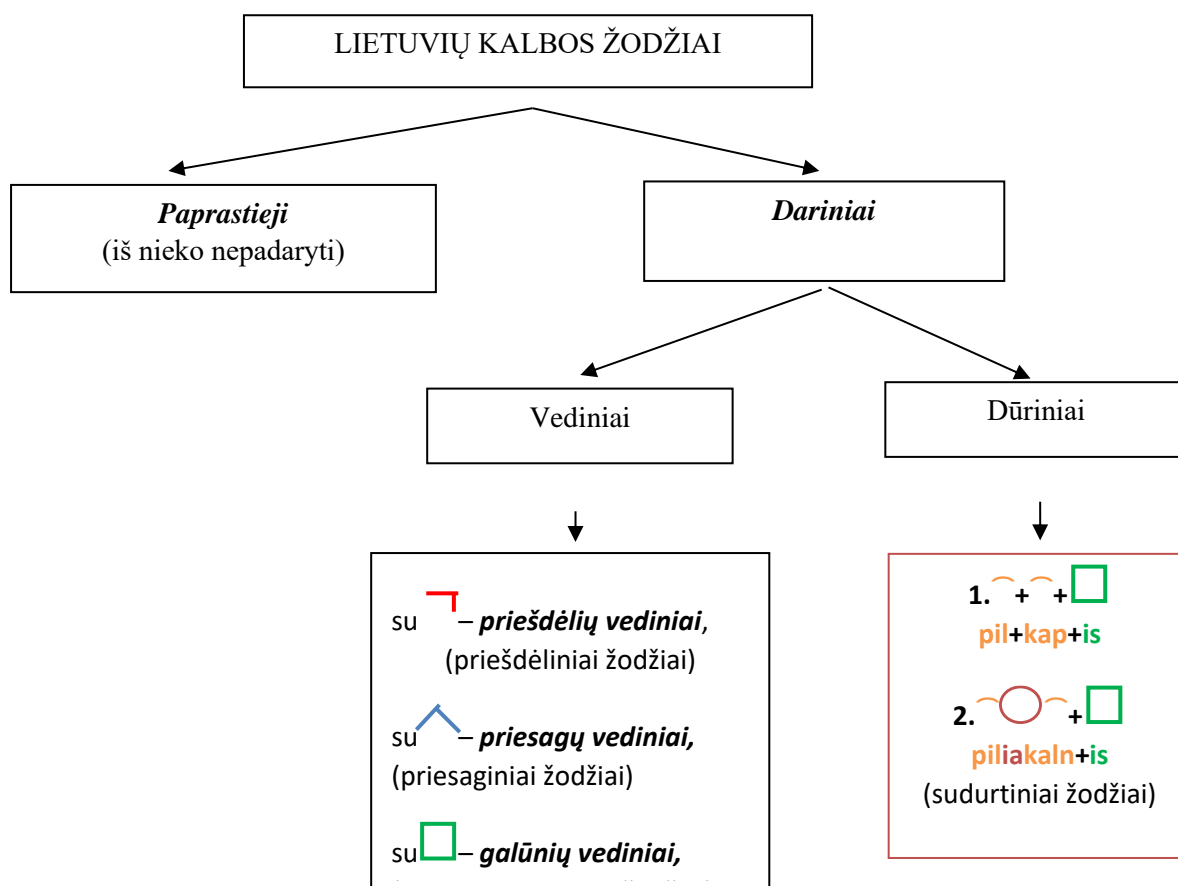 LIETUVIŲ KALBOS ŽODŽIAI
Paprastieji
(iš nieko nepadaryti)
Dariniai
Vediniai
Dūriniai
su – priešdėlių vediniai,
(priešdėliniai žodžiai)
su – priesagų vediniai,
(priesaginiai žodžiai)
su – galūnių vediniai,
1. + +
pil+kap+is
2. +
piliakaln+is
(sudurtiniai žodžiai)